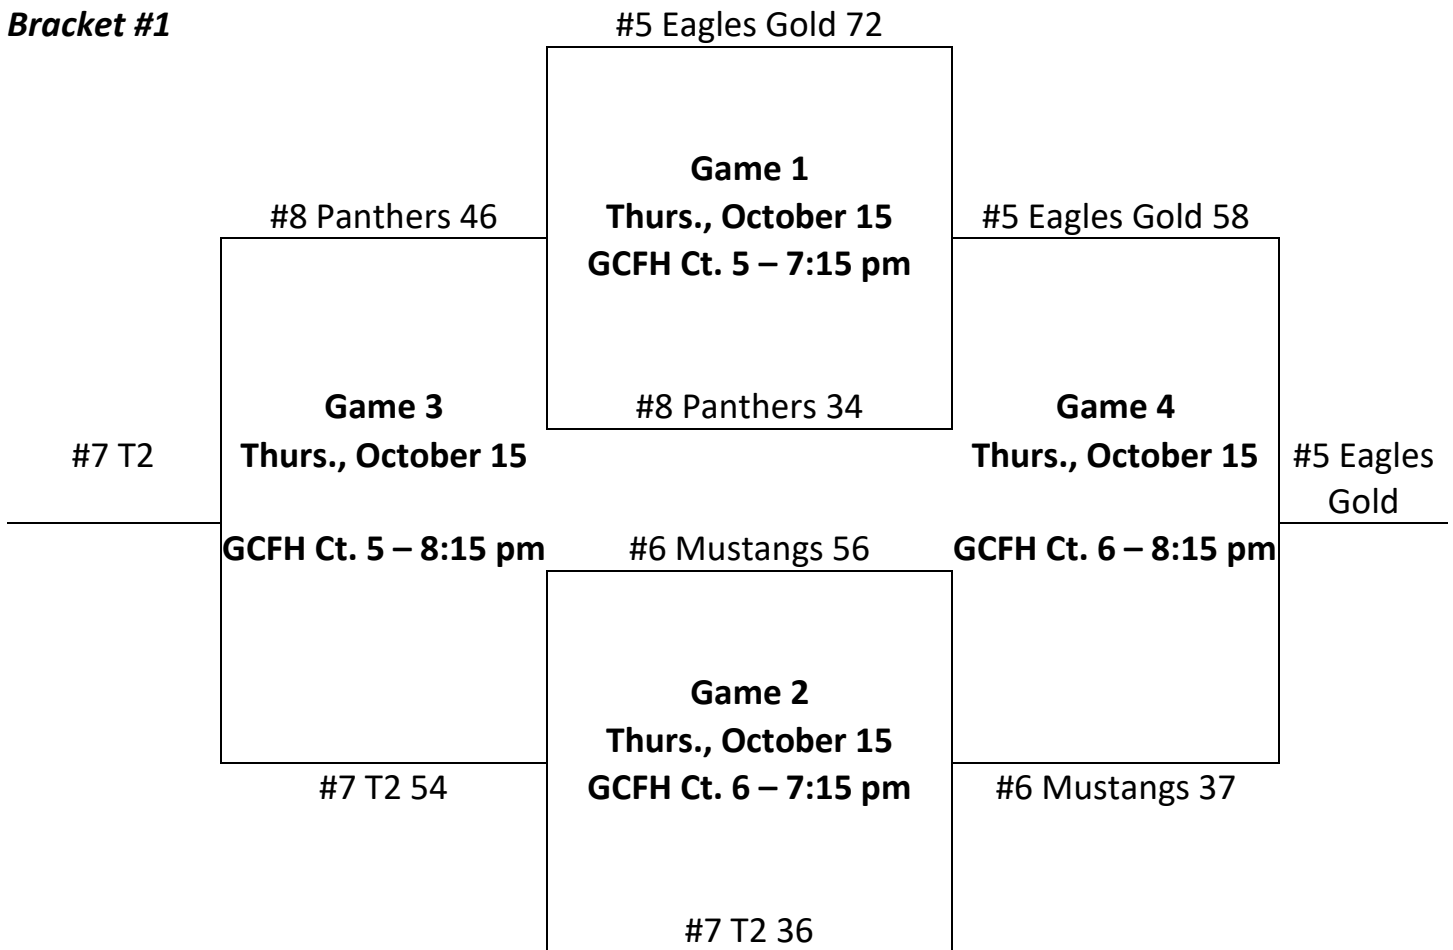 Bracket #1
#5 Eagles Gold 72
Game 1
Thurs., October 15
GCFH Ct. 5 – 7:15 pm
#8 Panthers 46
#5 Eagles Gold 58
#8 Panthers 34
Game 3
Thurs., October 15
GCFH Ct. 5 – 8:15 pm
#7 T2
Game 4
Thurs., October 15
GCFH Ct. 6 – 8:15 pm
#5 Eagles
Gold
#6 Mustangs 56
Game 2
Thurs., October 15
GCFH Ct. 6 – 7:15 pm
#7 T2 54
#6 Mustangs 37
#7 T2 36